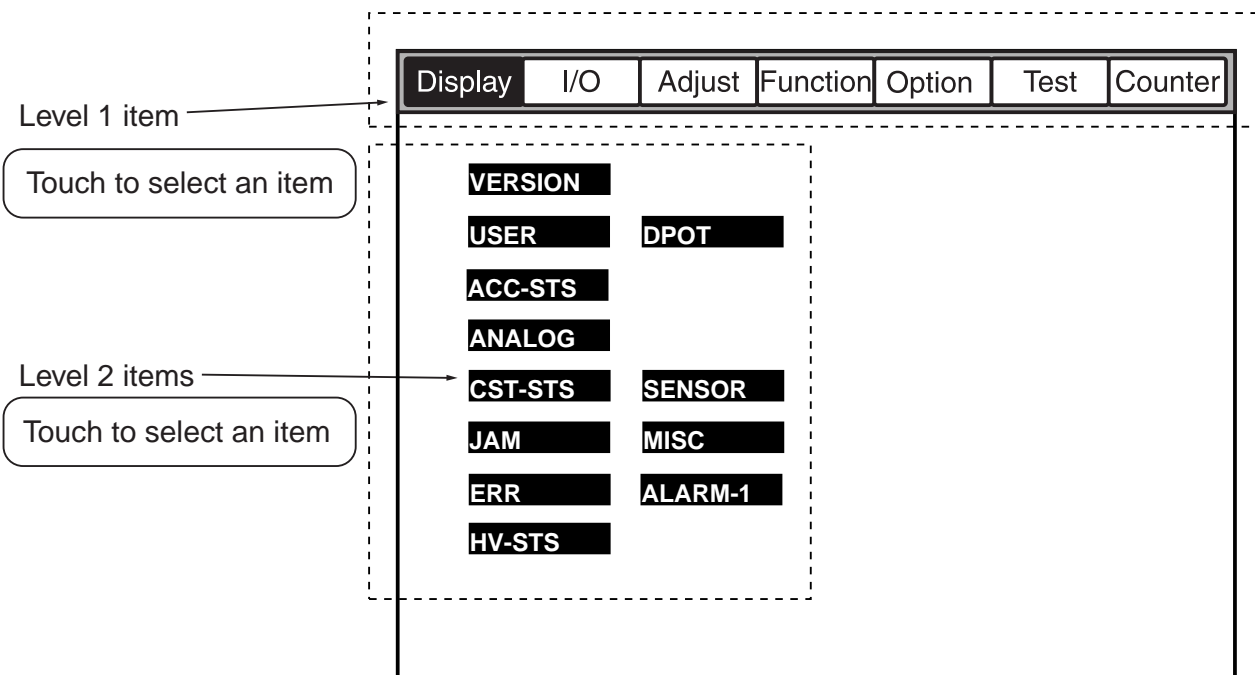 Display I/O Adjust Function Option Test Counter
Level 1 item
Touch to select an item
VERSION
USER DPOT
ACC-STS
ANALOG
Level 2 items
CST-STS SENSOR
Touch to select an item
JAM MISC
ERR ALARM-1
HV-STS